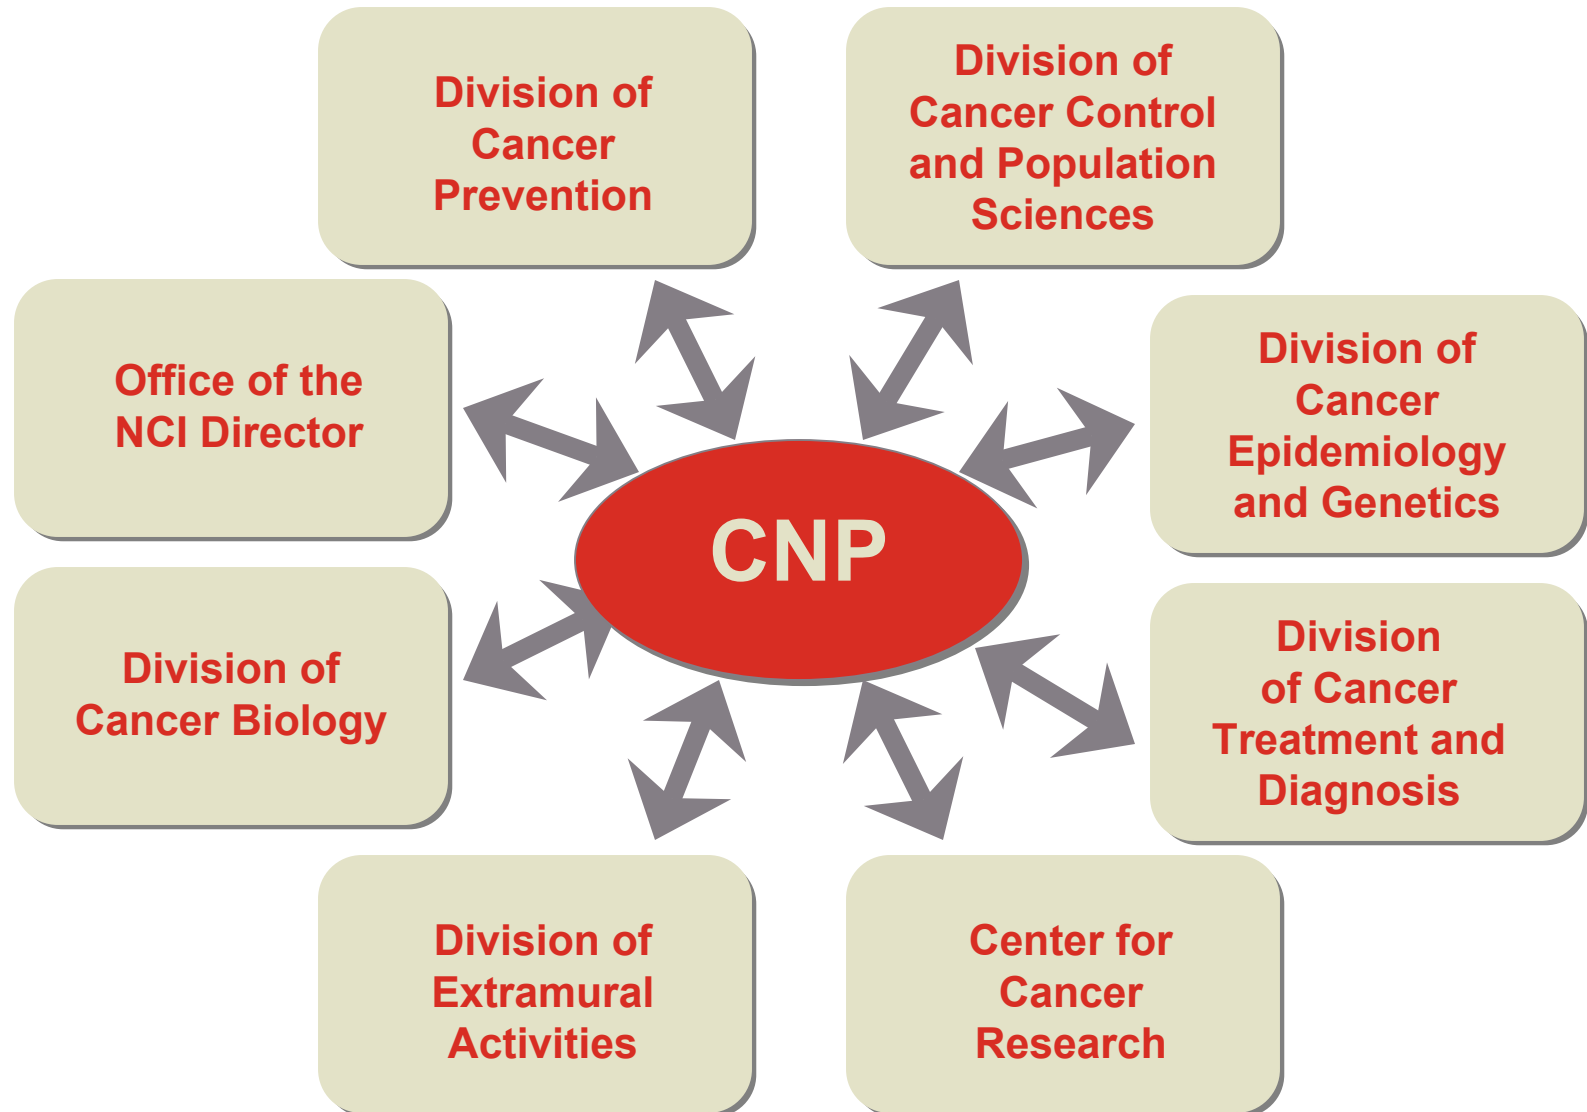 Division of
Cancer
Prevention
Division of
Cancer Control
and Population
Sciences
Office of the
NCI Director
Division of
Cancer
Epidemiology
and Genetics
CNP
Division of
Cancer Biology
Division
of Cancer
Treatment and
Diagnosis
Division of
Extramural
Activities
Center for
Cancer
Research